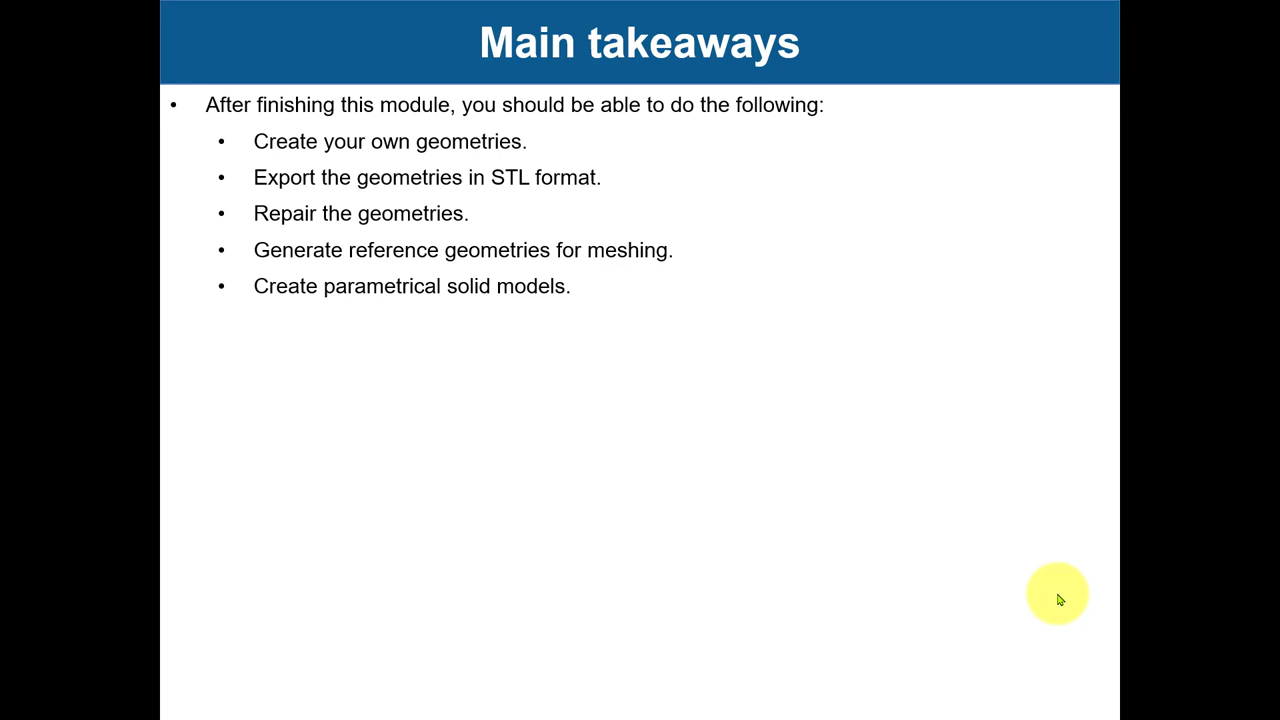 Main takeaways
• After finishing this module, you should be able to do the following:
• Create your own geometries.
• Export the geometries in STL format.
• Repair the geometries.
• Generate reference geometries for meshing.
• Create parametrical solid models.